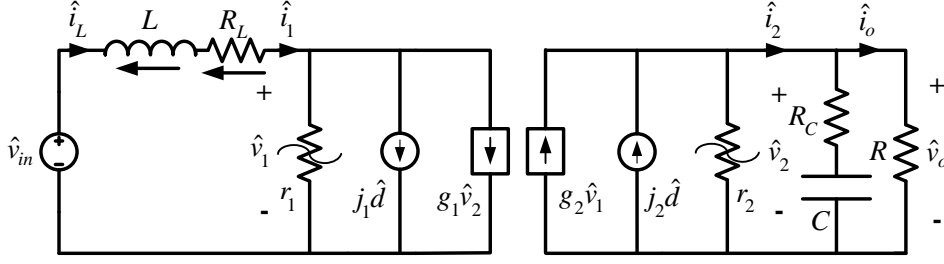 î_L L R_L î_1 î_2 î_o
+ + +
v̂_in + - v̂_1 r_1 j_1d̂ g_1v̂_2 g_2v̂_1 j_2d̂ r_2 v̂_2 R_C R v̂_o
- - C -